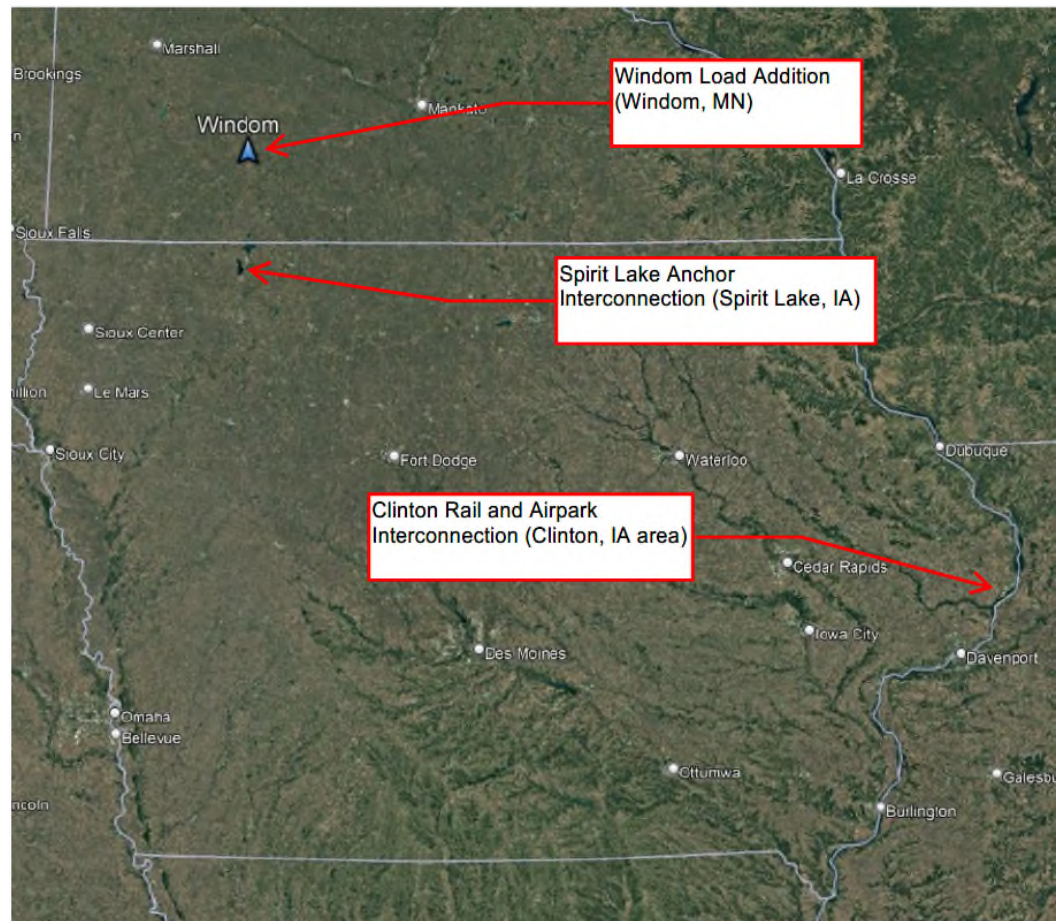 Marshall
Brookings
Windom Load Addition
(Windom, MN)
Mankato
Windom
La Crosse
Sioux Falls
Spirit Lake Anchor
Interconnection (Spirit Lake, IA)
Sioux Center
Le Mars
Sioux City
Fort Dodge
Waterloo
Dubuque
Clinton Rail and Airpark
Interconnection (Clinton, IA area)
Cedar Rapids
Iowa City
Des Moines
Davenport
Omaha
Bellevue
Ottumwa
Galesbu
ncoln
Burlington